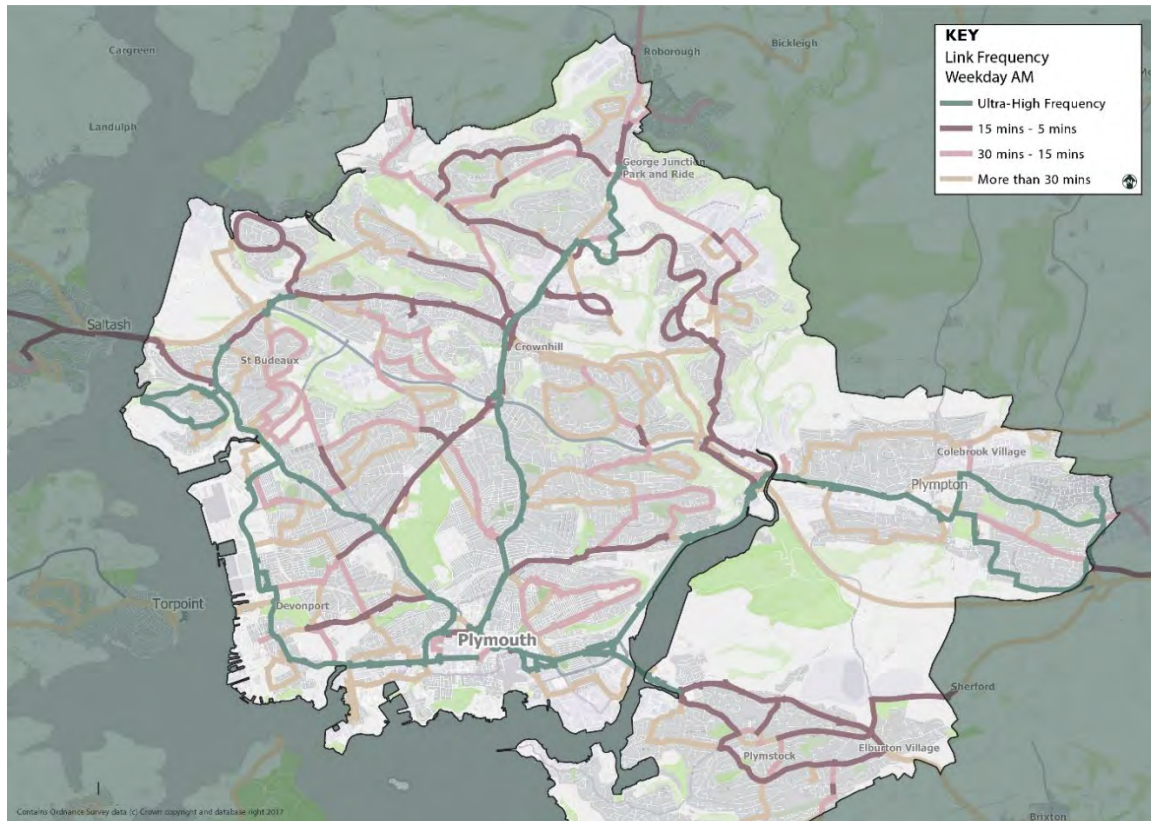 Cargreen
Bickleigh
Roborough
KEY
Link Frequency
Weekday AM
Ultra-High Frequency
15 mins - 5 mins
30 mins - 15 mins
More than 30 mins
Landulph
George Junction
Park and Ride
Saltash
St Budeaux
Crownhill
Colebrook Village
Plympton
Torpoint
Devonport
Plymouth
Sherford
Plymstock
Elburton Village
Brixton
Contains Ordnance Survey data (c) Crown copyright and database right 2017